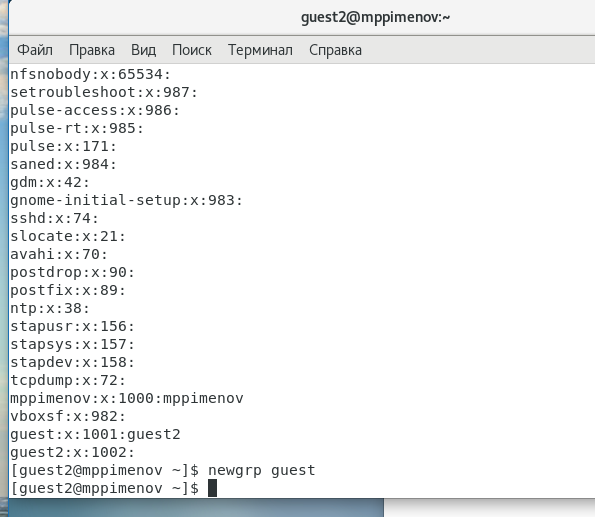 guest2@mppimenov:~
Файл Правка Вид Поиск Терминал Справка
nfsnobody:x:65534:
setroubleshoot:x:987:
pulse-access:x:986:
pulse-rt:x:985:
pulse:x:171:
saned:x:984:
gdm:x:42:
gnome-initial-setup:x:983:
sshd:x:74:
slocate:x:21:
avahi:x:70:
postdrop:x:90:
postfix:x:89:
ntp:x:38:
stapusr:x:156:
stapsys:x:157:
stapdev:x:158:
tcpdump:x:72:
mppimenov:x:1000:mppimenov
vboxsf:x:982:
guest:x:1001:guest2
guest2:x:1002:
[guest2@mppimenov ~]$ newgrp guest
[guest2@mppimenov ~]$